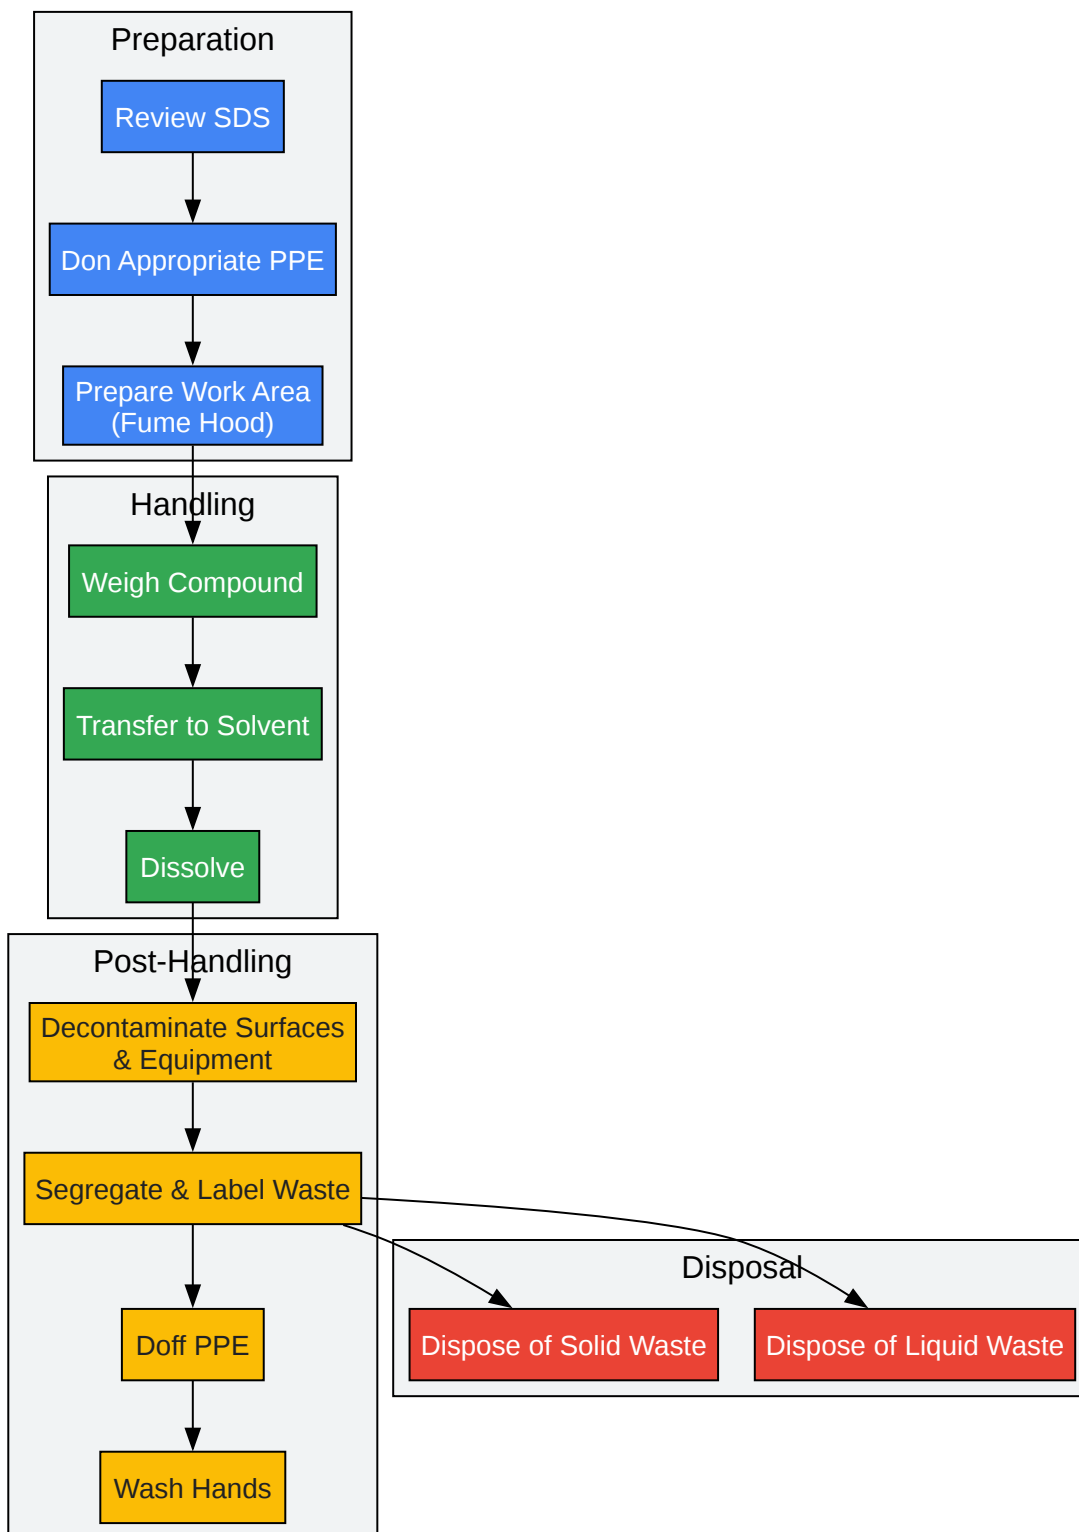 Preparation
Review SDS
Don Appropriate PPE
Prepare Work Area
(Fume Hood)
Handling
Weigh Compound
Transfer to Solvent
Dissolve
Post-Handling
Decontaminate Surfaces
& Equipment
Segregate & Label Waste
Disposal
Dispose of Solid Waste
Dispose of Liquid Waste
Doff PPE
Wash Hands